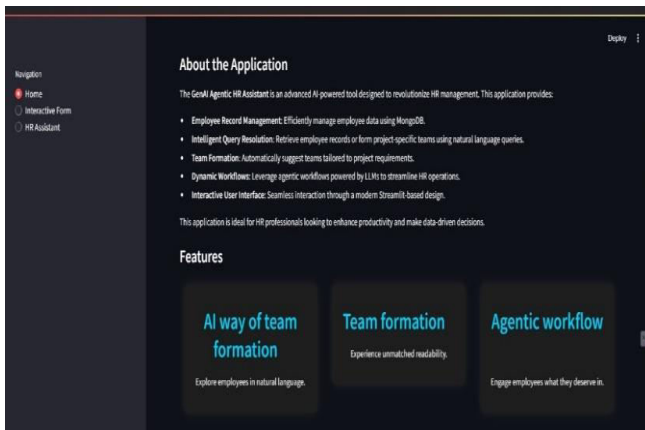 Deploy
Navigation
Home
Interactive Form
HR Assistant
About the Application
The GenAI Agentic HR Assistant is an advanced AI-powered tool designed to revolutionize HR management. This application provides:
Employee Record Management: Efficiently manage employee data using MongoDB.
Intelligent Query Resolution: Retrieve employee records or form project-specific teams using natural language queries.
Team Formation: Automatically suggest teams tailored to project requirements.
Dynamic Workflows: Leverage agentic workflows powered by LLMs to streamline HR operations.
Interactive User Interface: Seamless interaction through a modern Streamlit-based design.
This application is ideal for HR professionals looking to enhance productivity and make data-driven decisions.
Features
AI way of team
formation
Explore employees in natural language.
Team formation
Experience unmatched readability.
Agentic workflow
Engage employees what they deserve in.